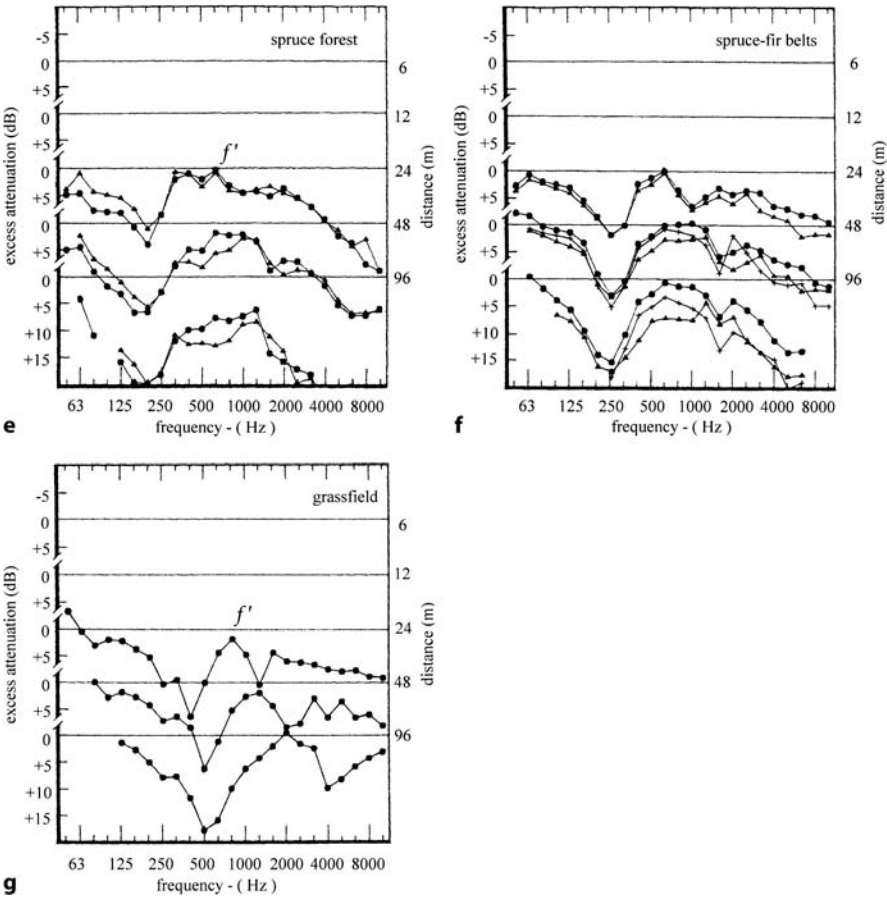 spruce forest
-5
0
+5
0
+5
0
+5
0
+5
0
+5
+10
+15
excess attenuation (dB)
f'
6
12
24
48
96
distance (m)
63 125 250 500 1000 2000 4000 8000
frequency - ( Hz )
e
spruce-fir belts
-5
0
+5
0
+5
0
+5
0
+5
0
+5
+10
+15
excess attenuation (dB)
6
12
24
48
96
distance (m)
63 125 250 500 1000 2000 4000 8000
frequency - ( Hz )
f
grassfield
-5
0
+5
0
+5
0
+5
0
+5
0
+5
+10
+15
excess attenuation (dB)
f'
6
12
24
48
96
distance (m)
63 125 250 500 1000 2000 4000 8000
frequency - ( Hz )
g